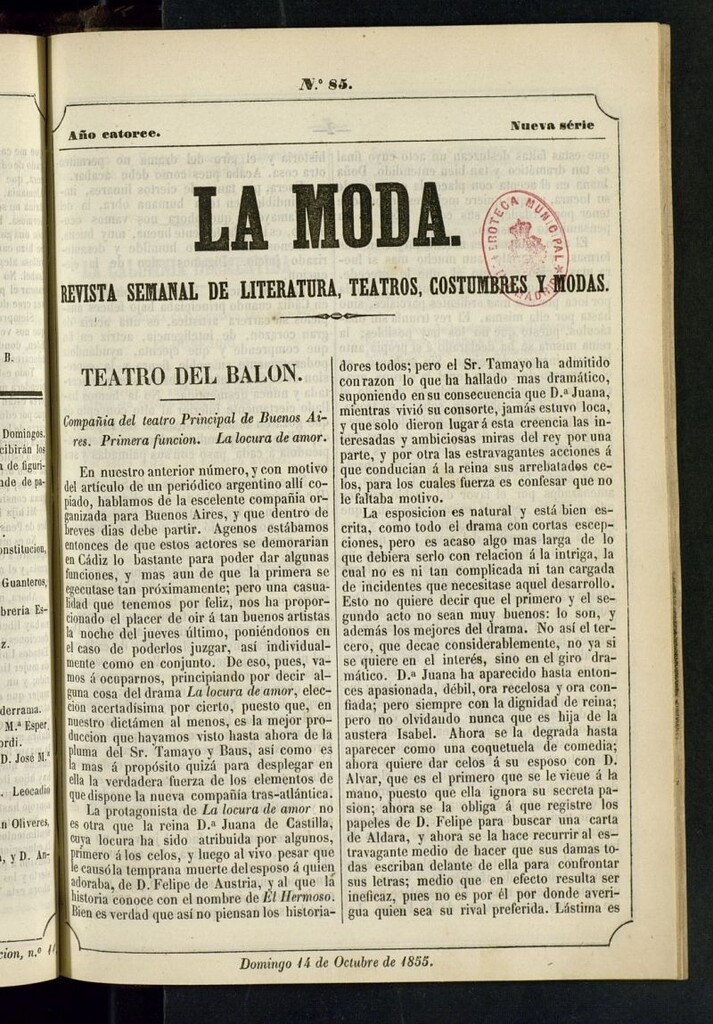 N.º 85.
Año catorce.
Nueva série
LA MODA.
REVISTA SEMANAL DE LITERATURA, TEATROS, COSTUMBRES Y MODAS.
HEMEROTECA MUNICIPAL
MADRID
TEATRO DEL BALON.
Compañia del teatro Principal de Buenos Ai-
res. Primera funcion. La locura de amor.
En nuestro anterior número, y con motivo
del artículo de un periódico argentino allí co-
piado, hablamos de la escelente compañia or-
ganizada para Buenos Aires, y que dentro de
breves dias debe partir. Agenos estábamos
entonces de que estos actores se demorarian
en Cádiz lo bastante para poder dar algunas
funciones, y mas aun de que la primera se
egecutase tan próximamente; pero una casua-
lidad que tenemos por feliz, nos ha propor-
cionado el placer de oir á tan buenos artistas
la noche del jueves último, poniéndonos en
el caso de poderlos juzgar, así individual-
mente como en conjunto. De eso, pues, va-
mos á ocuparnos, principiando por decir al-
guna cosa del drama La locura de amor, elec-
cion acertadísima por cierto, puesto que, en
nuestro dictámen al menos, es la mejor pro-
duccion que hayamos visto hasta ahora de la
pluma del Sr. Tamayo y Baus, así como es
la mas á propósito quizá para desplegar en
ella la verdadera fuerza de los elementos de
que dispone la nueva compañía tras-atlántica.
La protagonista de La locura de amor no
es otra que la reina D.ª Juana de Castilla,
cuya locura ha sido atribuida por algunos,
primero á los celos, y luego al vivo pesar que
le causó la temprana muerte del esposo á quien
adoraba, de D. Felipe de Austria, y al que la
historia conoce con el nombre de El Hermoso.
Bien es verdad que así no piensan los historia-
dores todos; pero el Sr. Tamayo ha admitido
con razon lo que ha hallado mas dramático,
suponiendo en su consecuencia que D.ª Juana,
mientras vivió su consorte, jamás estuvo loca,
y que solo dieron lugar á esta creencia las in-
teresadas y ambiciosas miras del rey por una
parte, y por otra las estravagantes acciones á
que conducian á la reina sus arrebatados ce-
los, para los cuales fuerza es confesar que no
le faltaba motivo.
La esposicion es natural y está bien es-
crita, como todo el drama con cortas escep-
ciones, pero es acaso algo mas larga de lo
que debiera serlo con relacion á la intriga, la
cual no es ni tan complicada ni tan cargada
de incidentes que necesitase aquel desarrollo.
Esto no quiere decir que el primero y el se-
gundo acto no sean muy buenos: lo son, y
además los mejores del drama. No así el ter-
cero, que decae considerablemente, no ya si
se quiere en el interés, sino en el giro dra-
mático. D.ª Juana ha aparecido hasta enton-
ces apasionada, débil, ora recelosa y ora con-
fiada; pero siempre con la dignidad de reina;
pero no olvidando nunca que es hija de la
austera Isabel. Ahora se la degrada hasta
aparecer como una coquetuela de comedia;
ahora quiere dar celos á su esposo con D.
Alvar, que es el primero que se le vieue á la
mano, puesto que ella ignora su secreta pa-
sion; ahora se la obliga á que registre los
papeles de D. Felipe para buscar una carta
de Aldara, y ahora se la hace recurrir al es-
travagante medio de hacer que sus damas to-
das escriban delante de ella para confrontar
sus letras; medio que en efecto resulta ser
ineficaz, pues no es por él por donde averi-
gua quien sea su rival preferida. Lástima es
Domingo 14 de Octubre de 1855.
B.
Domingos.
cibirán los
a de figuri-
nde de pa-
onstitucion,
Guanteros,
brería Es-
z.
derrama.
M.ª Esper,
ordí.
D. José M.ª
. Leocadio
n Oliveres,
, y D. An-
cion, n.º 11